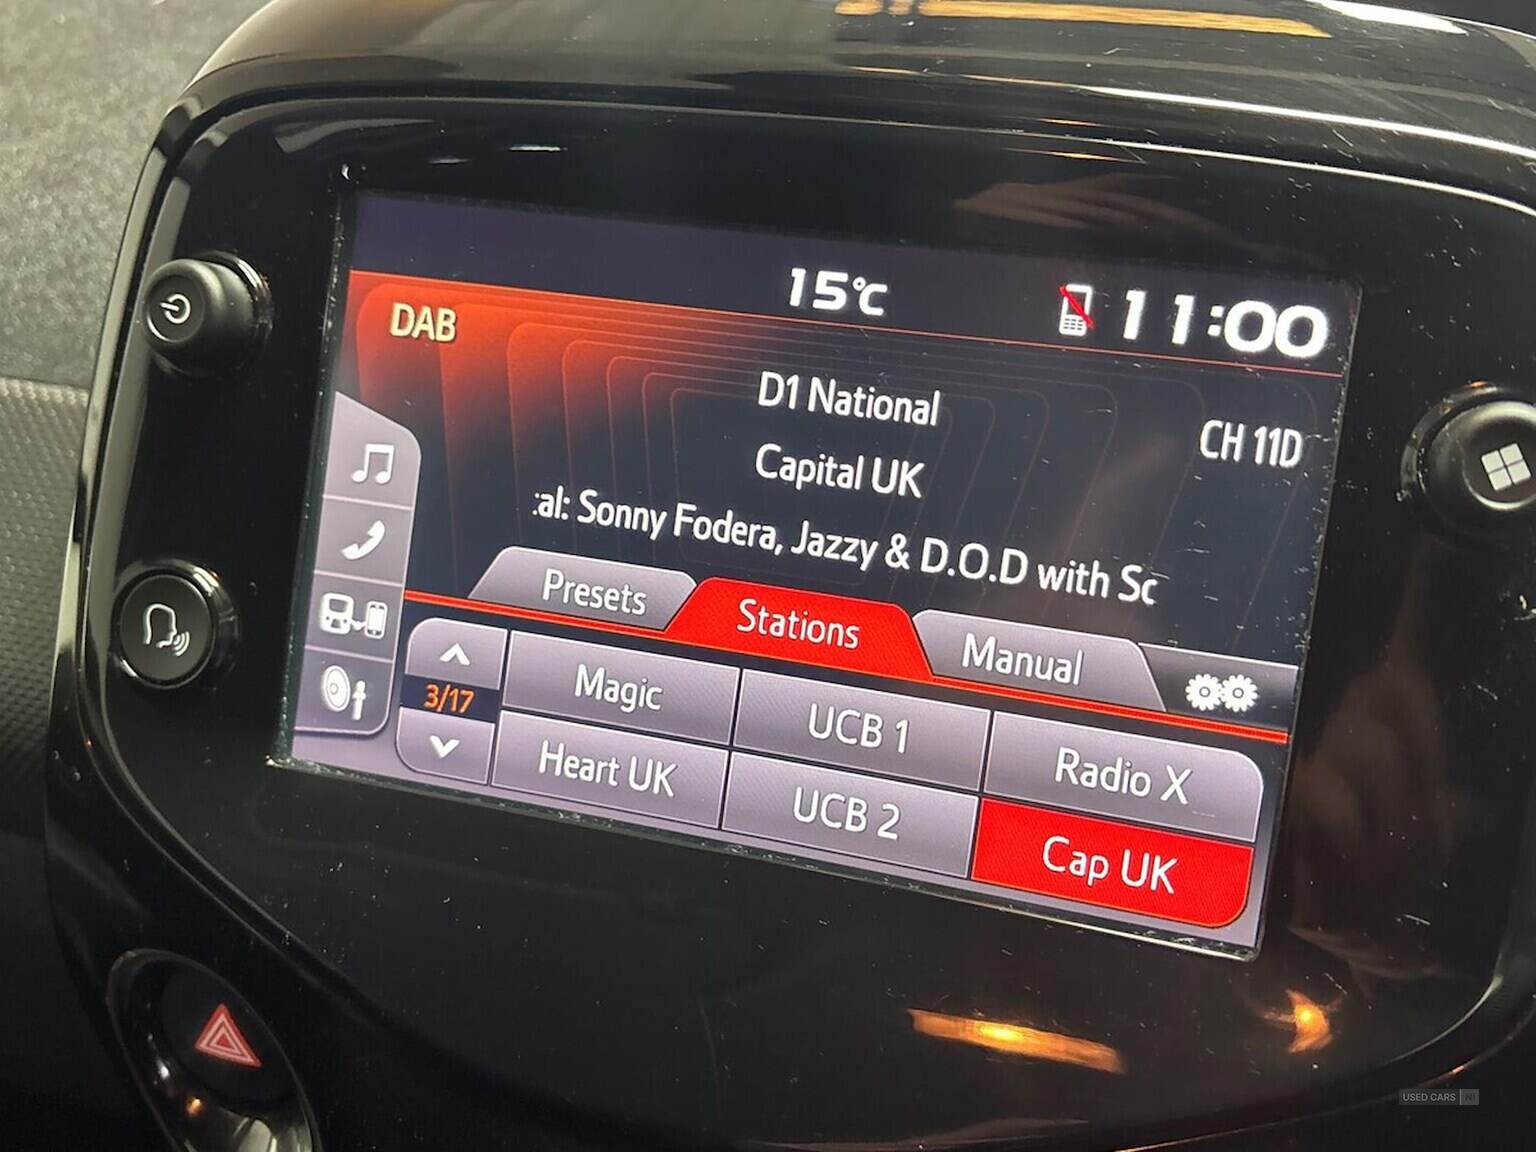 15°C
11:00
DAB
D1 National
CH 11D
Capital UK
:al: Sonny Fodera, Jazzy & D.O.D with Sc
Presets
Stations
Manual
3/17
Magic
UCB 1
Radio X
Heart UK
UCB 2
Cap UK
USED CARS NI